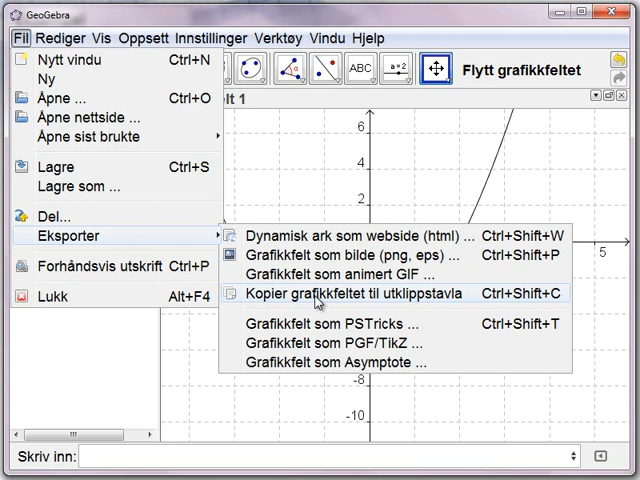 GeoGebra
Fil Rediger Vis Oppsett Innstillinger Verktøy Vindu Hjelp
Nytt vindu Ctrl+N
Ny
Åpne ... Ctrl+O
Åpne nettside ...
Åpne sist brukte
Lagre Ctrl+S
Lagre som ...
Del...
Eksporter
Forhåndsvis utskrift Ctrl+P
Lukk Alt+F4
ABC
a=2
Flytt grafikkfeltet
lt 1
Dynamisk ark som webside (html) ... Ctrl+Shift+W
Grafikkfelt som bilde (png, eps) ... Ctrl+Shift+P
Grafikkfelt som animert GIF ...
Kopier grafikkfeltet til utklippstavla Ctrl+Shift+C
Grafikkfelt som PSTricks ... Ctrl+Shift+T
Grafikkfelt som PGF/TikZ ...
Grafikkfelt som Asymptote ...
6
4
2
5
-8
-10
Skriv inn: